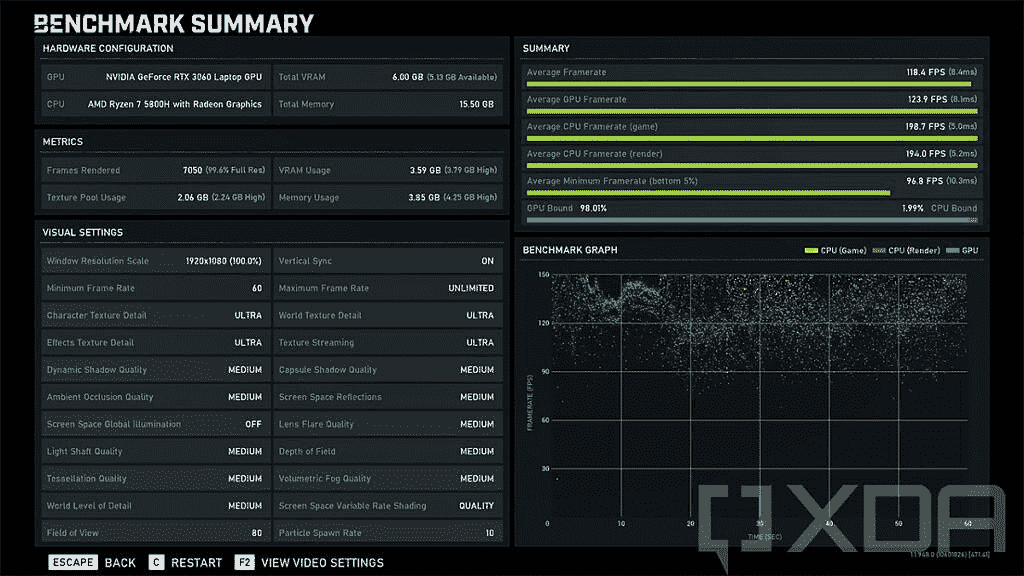 BENCHMARK SUMMARY
HARDWARE CONFIGURATION
GPU NVIDIA GeForce RTX 3060 Laptop GPU Total VRAM 6.00 GB (5.13 GB Available)
CPU AMD Ryzen 7 5800H with Radeon Graphics Total Memory 15.50 GB
METRICS
Frames Rendered 7050 (99.6% Full Res) VRAM Usage 3.59 GB (3.79 GB High)
Texture Pool Usage 2.06 GB (2.24 GB High) Memory Usage 3.85 GB (4.25 GB High)
VISUAL SETTINGS
Window Resolution Scale 1920x1080 (100.0%) Vertical Sync ON
Minimum Frame Rate 60 Maximum Frame Rate UNLIMITED
Character Texture Detail ULTRA World Texture Detail ULTRA
Effects Texture Detail ULTRA Texture Streaming ULTRA
Dynamic Shadow Quality MEDIUM Capsule Shadow Quality MEDIUM
Ambient Occlusion Quality MEDIUM Screen Space Reflections MEDIUM
Screen Space Global Illumination OFF Lens Flare Quality MEDIUM
Light Shaft Quality MEDIUM Depth of Field MEDIUM
Tessellation Quality MEDIUM Volumetric Fog Quality MEDIUM
World Level of Detail MEDIUM Screen Space Variable Rate Shading QUALITY
Field of View 80 Particle Spawn Rate 10
SUMMARY
Average Framerate 118.4 FPS (8.4ms)
Average GPU Framerate 123.9 FPS (8.1ms)
Average CPU Framerate (game) 198.7 FPS (5.0ms)
Average CPU Framerate (render) 194.0 FPS (5.2ms)
Average Minimum Framerate (bottom 5%) 96.8 FPS (10.3ms)
GPU Bound 98.01% 1.99% CPU Bound
BENCHMARK GRAPH CPU (Game) CPU (Render) GPU
150
120
90
60
30
FRAMERATE (FPS)
0 10 20 30 40 50 60
TIME (SEC)
XDA
ESCAPE BACK C RESTART F2 VIEW VIDEO SETTINGS